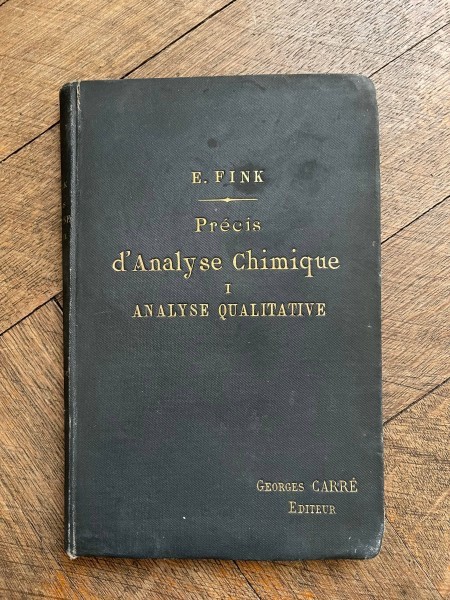 E. FINK
Précis
d'Analyse Chimique
I
ANALYSE QUALITATIVE
GEORGES CARRÉ
EDITEUR